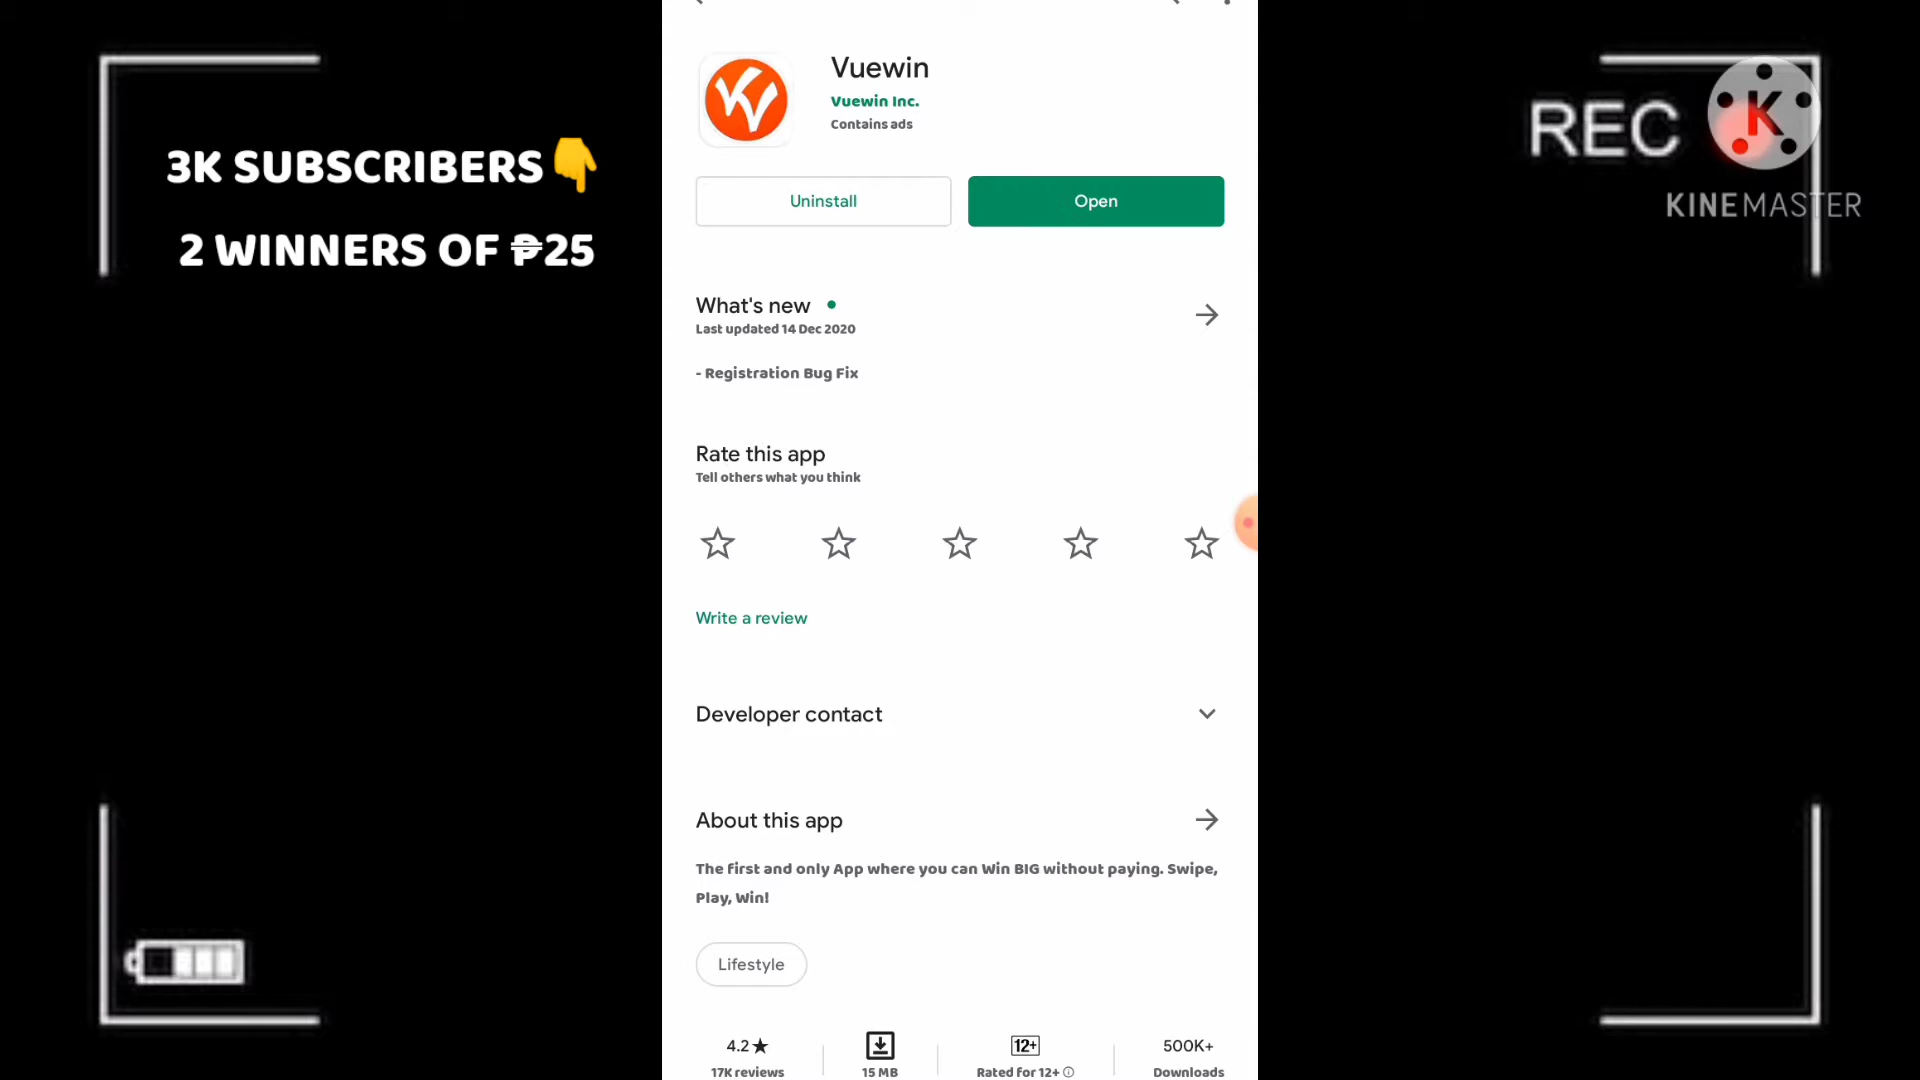 3K SUBSCRIBERS👇
2 WINNERS OF ₱25
REC
K
KINEMASTER
Vuewin
Vuewin Inc.
Contains ads
Uninstall
Open
What's new
Last updated 14 Dec 2020
- Registration Bug Fix
Rate this app
Tell others what you think
Write a review
Developer contact
About this app
The first and only App where you can Win BIG without paying. Swipe,
Play, Win!
Lifestyle
4.2★
17K reviews
15 MB
12+
Rated for 12+
500K+
Downloads